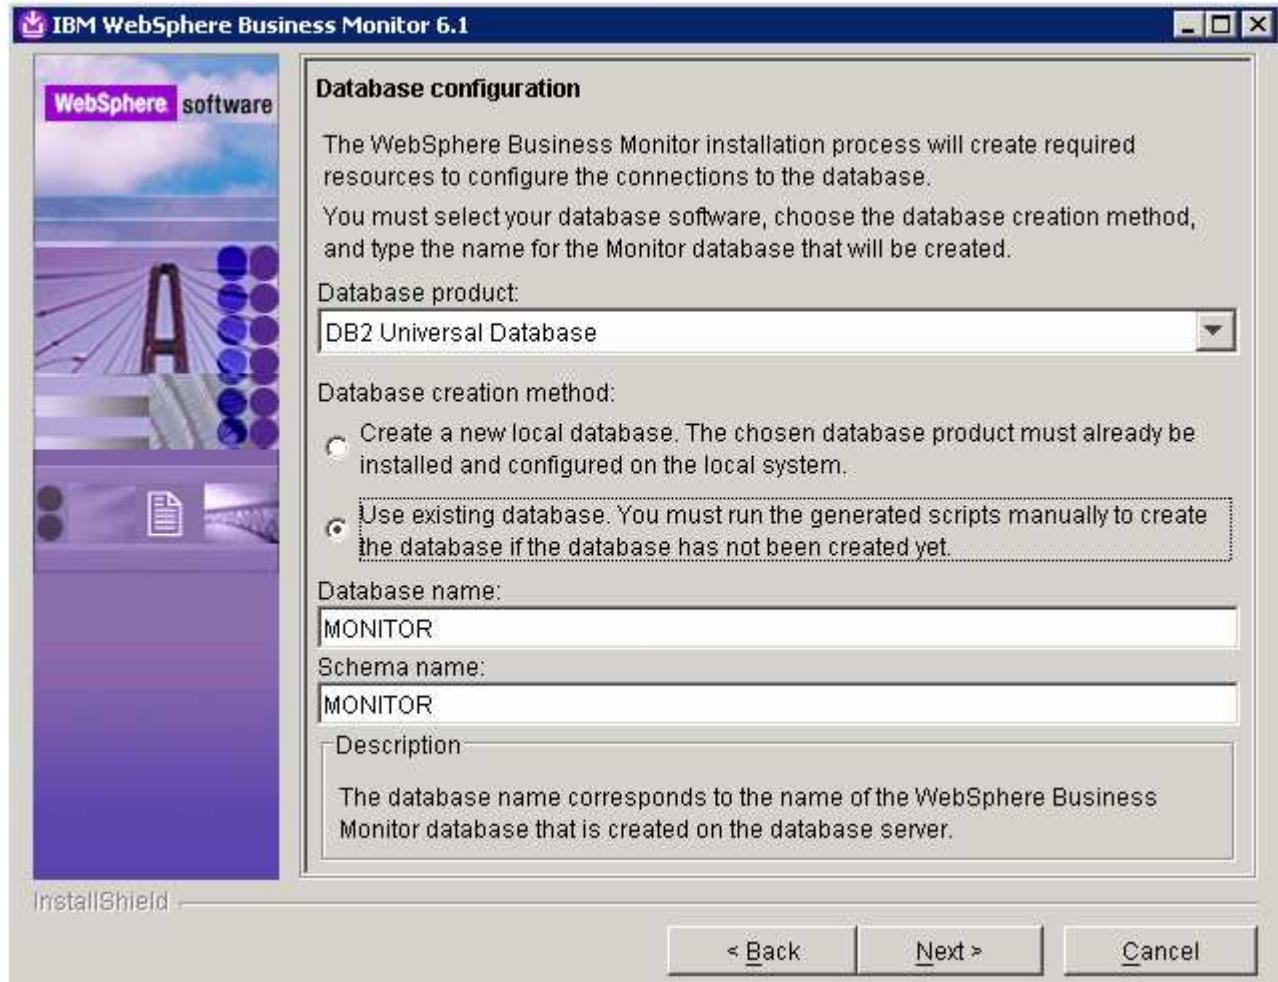 IBM WebSphere Business Monitor 6.1
WebSphere software
Database configuration
The WebSphere Business Monitor installation process will create required
resources to configure the connections to the database.
You must select your database software, choose the database creation method,
and type the name for the Monitor database that will be created.
Database product:
DB2 Universal Database
Database creation method:
Create a new local database. The chosen database product must already be
installed and configured on the local system.
Use existing database. You must run the generated scripts manually to create
the database if the database has not been created yet.
Database name:
MONITOR
Schema name:
MONITOR
Description
The database name corresponds to the name of the WebSphere Business
Monitor database that is created on the database server.
InstallShield
< Back
Next >
Cancel